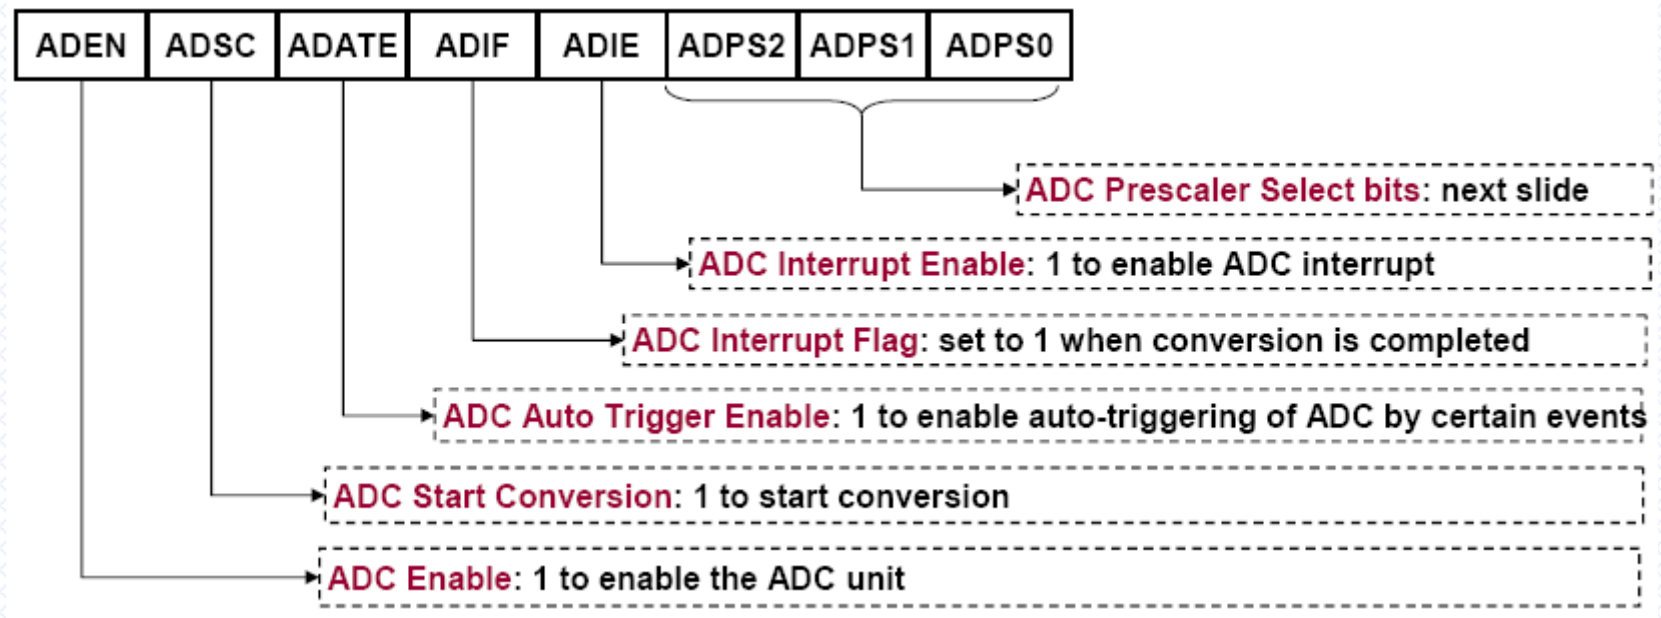 ADEN ADSC ADATE ADIF ADIE ADPS2 ADPS1 ADPS0
ADC Prescaler Select bits: next slide
ADC Interrupt Enable: 1 to enable ADC interrupt
ADC Interrupt Flag: set to 1 when conversion is completed
ADC Auto Trigger Enable: 1 to enable auto-triggering of ADC by certain events
ADC Start Conversion: 1 to start conversion
ADC Enable: 1 to enable the ADC unit